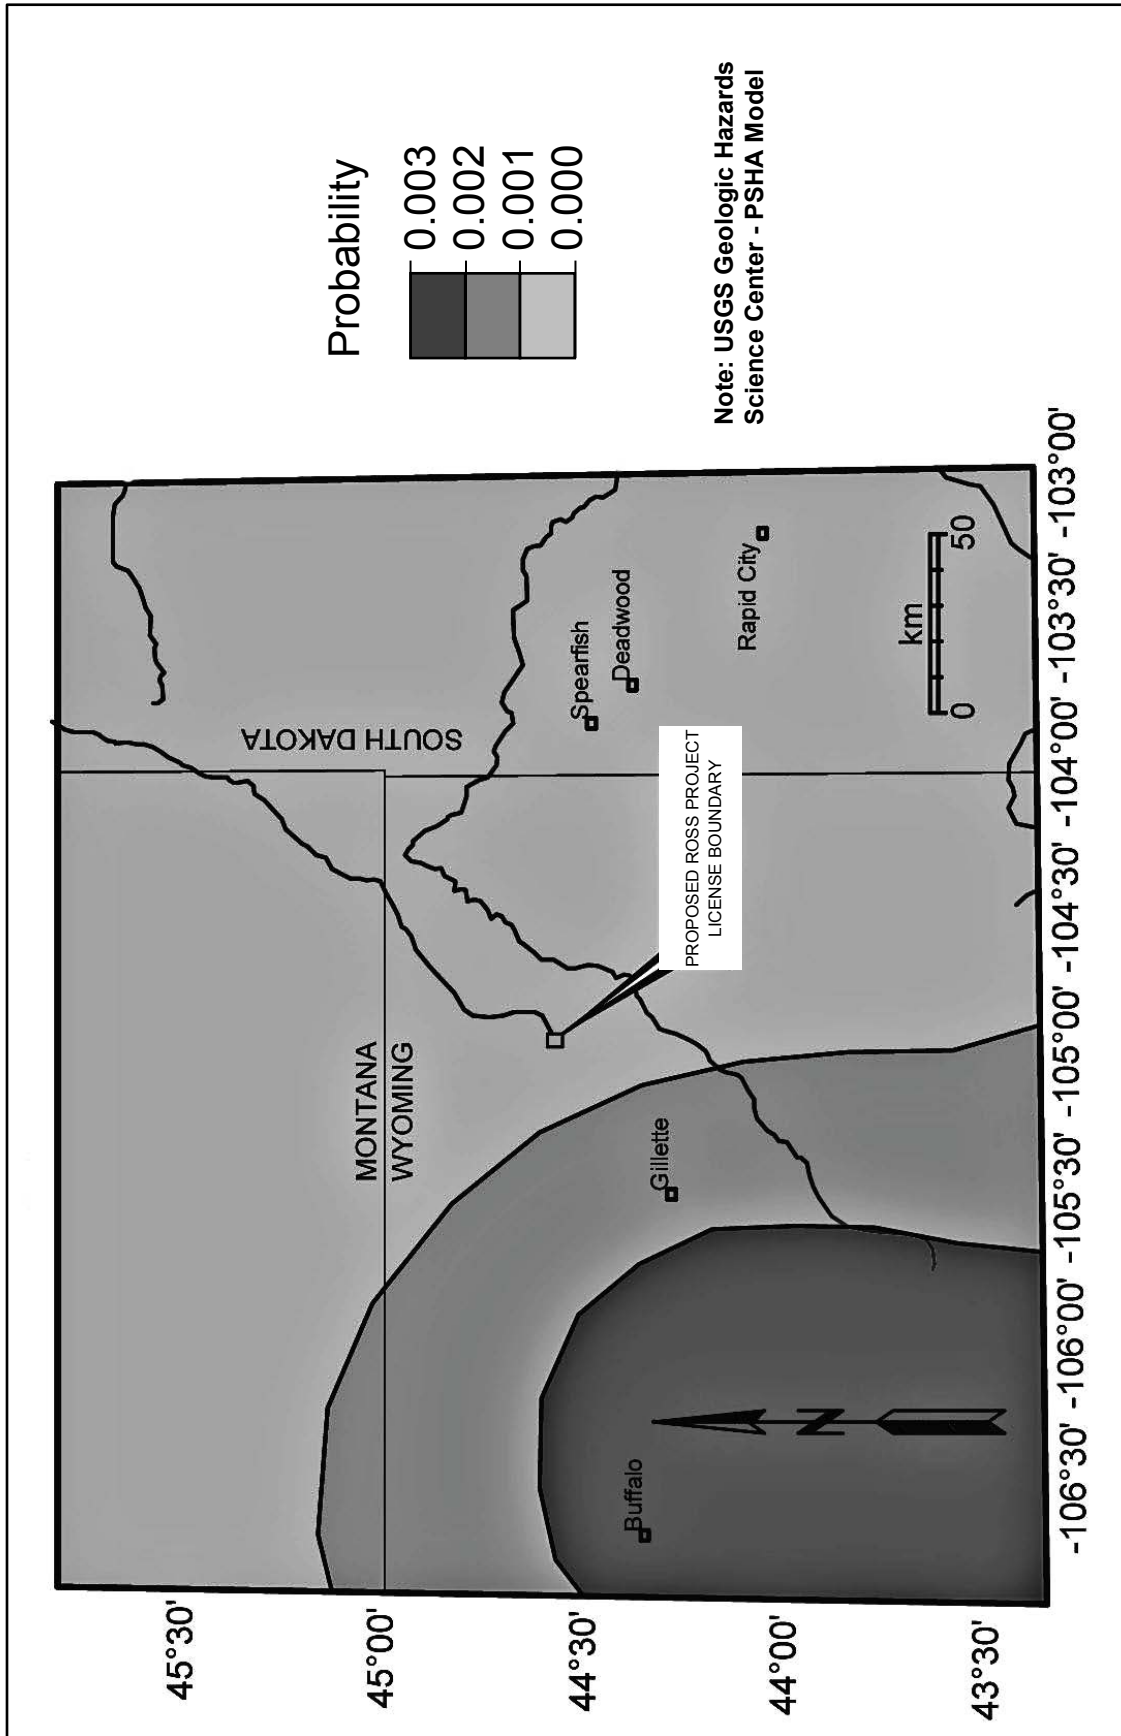 MONTANA
WYOMING
SOUTH DAKOTA
Buffalo
Gillette
Spearfish
Deadwood
Rapid City
PROPOSED ROSS PROJECT
LICENSE BOUNDARY
N
km
0 50
45°30'
45°00'
44°30'
44°00'
43°30'
-106°30' -106°00' -105°30' -105°00' -104°30' -104°00' -103°30' -103°00'
Probability
0.003
0.002
0.001
0.000
Note: USGS Geologic Hazards
Science Center - PSHA Model